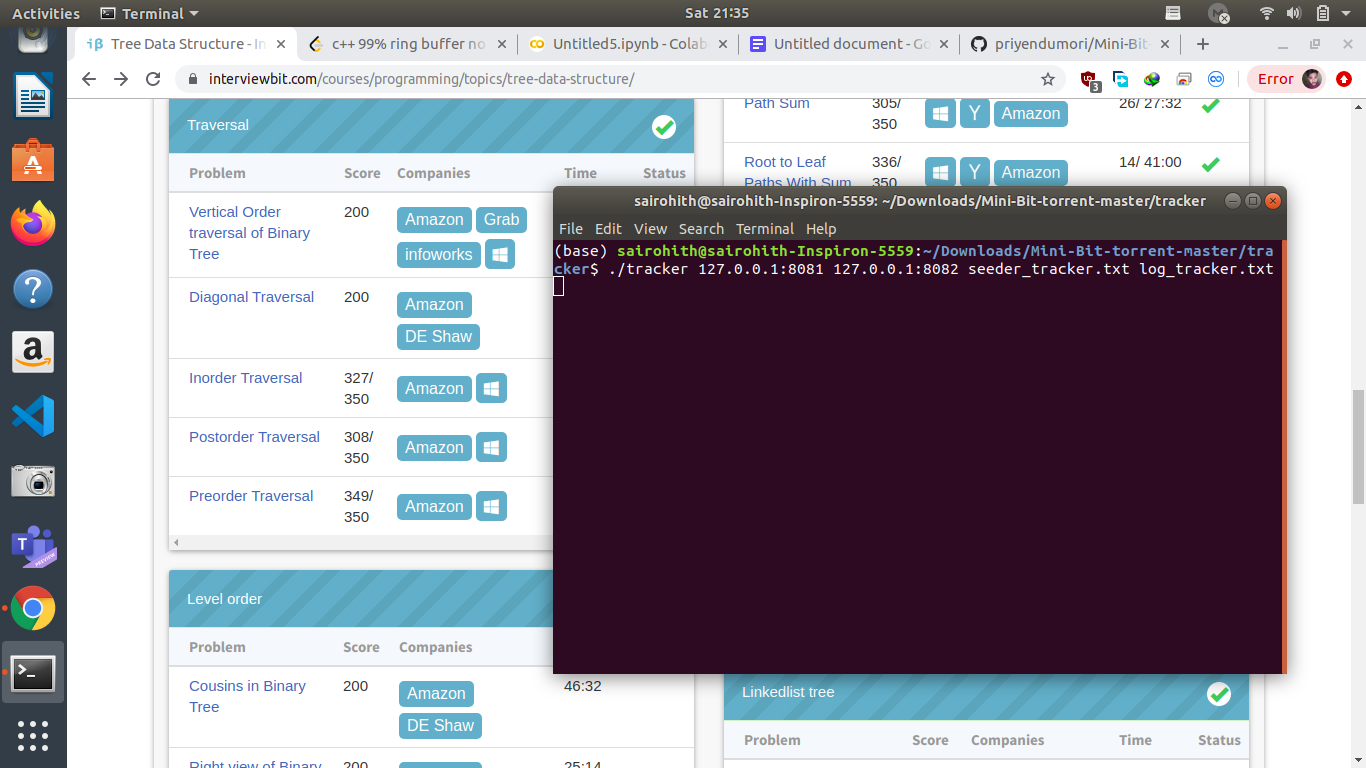 Activities
Terminal
Sat 21:35
Tree Data Structure - In
c++ 99% ring buffer no
Untitled5.ipynb - Colab
Untitled document - Go
priyendumori/Mini-Bit-
interviewbit.com/courses/programming/topics/tree-data-structure/
3
Error
Traversal
Problem Score Companies Time Status
Vertical Order 200 Amazon Grab
traversal of Binary
Tree infoworks
Diagonal Traversal 200 Amazon
DE Shaw
Inorder Traversal 327/ Amazon
350
Postorder Traversal 308/ Amazon
350
Preorder Traversal 349/ Amazon
350
Level order
Problem Score Companies
Cousins in Binary 200 Amazon 46:32
Tree DE Shaw
Right view of Binary 200 25:14
Path Sum 305/ Y Amazon 26/ 27:32
350
Root to Leaf 336/ Y Amazon 14/ 41:00
Paths With Sum 350
sairohith@sairohith-Inspiron-5559: ~/Downloads/Mini-Bit-torrent-master/tracker
File Edit View Search Terminal Help
(base) sairohith@sairohith-Inspiron-5559:~/Downloads/Mini-Bit-torrent-master/tra
cker$ ./tracker 127.0.0.1:8081 127.0.0.1:8082 seeder_tracker.txt log_tracker.txt
Linkedlist tree
Problem Score Companies Time Status